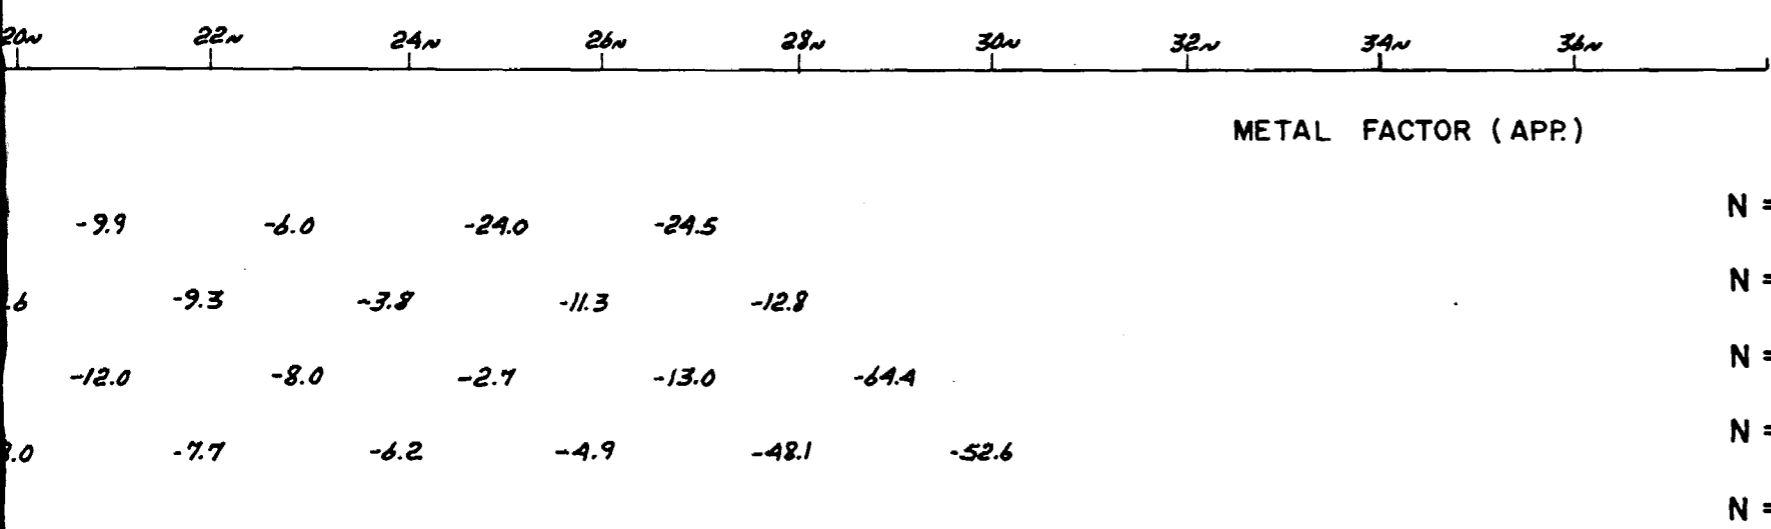 20N 22N 24N 26N 28N 30N 32N 34N 36N
METAL FACTOR (APP.)
N =
-9.9 -6.0 -24.0 -24.5
N =
.6 -9.3 -3.8 -11.3 -12.8
N =
-12.0 -8.0 -2.7 -13.0 -64.4
N =
.0 -7.7 -6.2 -4.9 -48.1 -52.6
N =